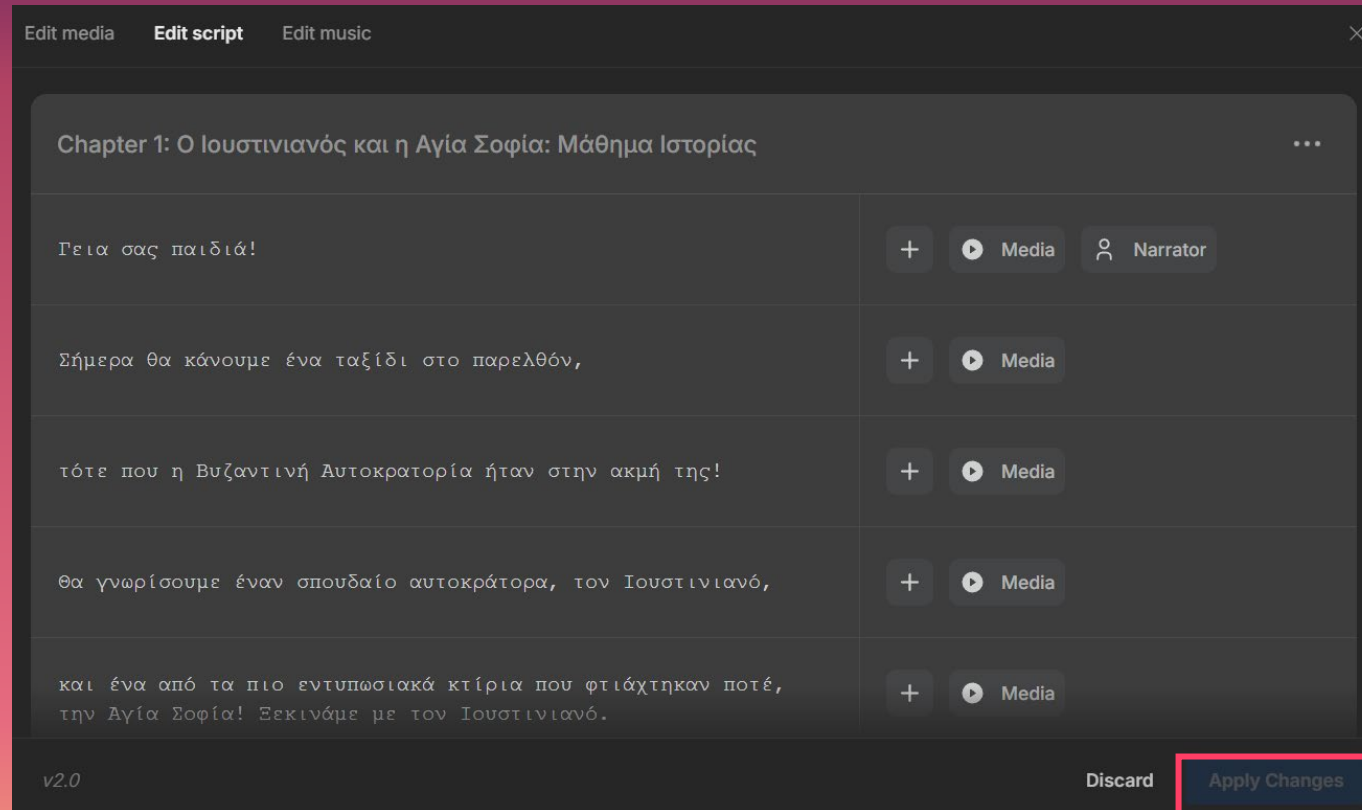 Edit media Edit script Edit music
Chapter 1: Ο Ιουστινιανός και η Αγία Σοφία: Μάθημα Ιστορίας
Γεια σας παιδιά!
Media Narrator
Σήμερα θα κάνουμε ένα ταξίδι στο παρελθόν,
Media
τότε που η Βυζαντινή Αυτοκρατορία ήταν στην ακμή της!
Media
Θα γνωρίσουμε έναν σπουδαίο αυτοκράτορα, τον Ιουστινιανό,
Media
και ένα από τα πιο εντυπωσιακά κτίρια που φτιάχτηκαν ποτέ,
την Αγία Σοφία! Ξεκινάμε με τον Ιουστινιανό.
Media
v2.0 Discard Apply Changes